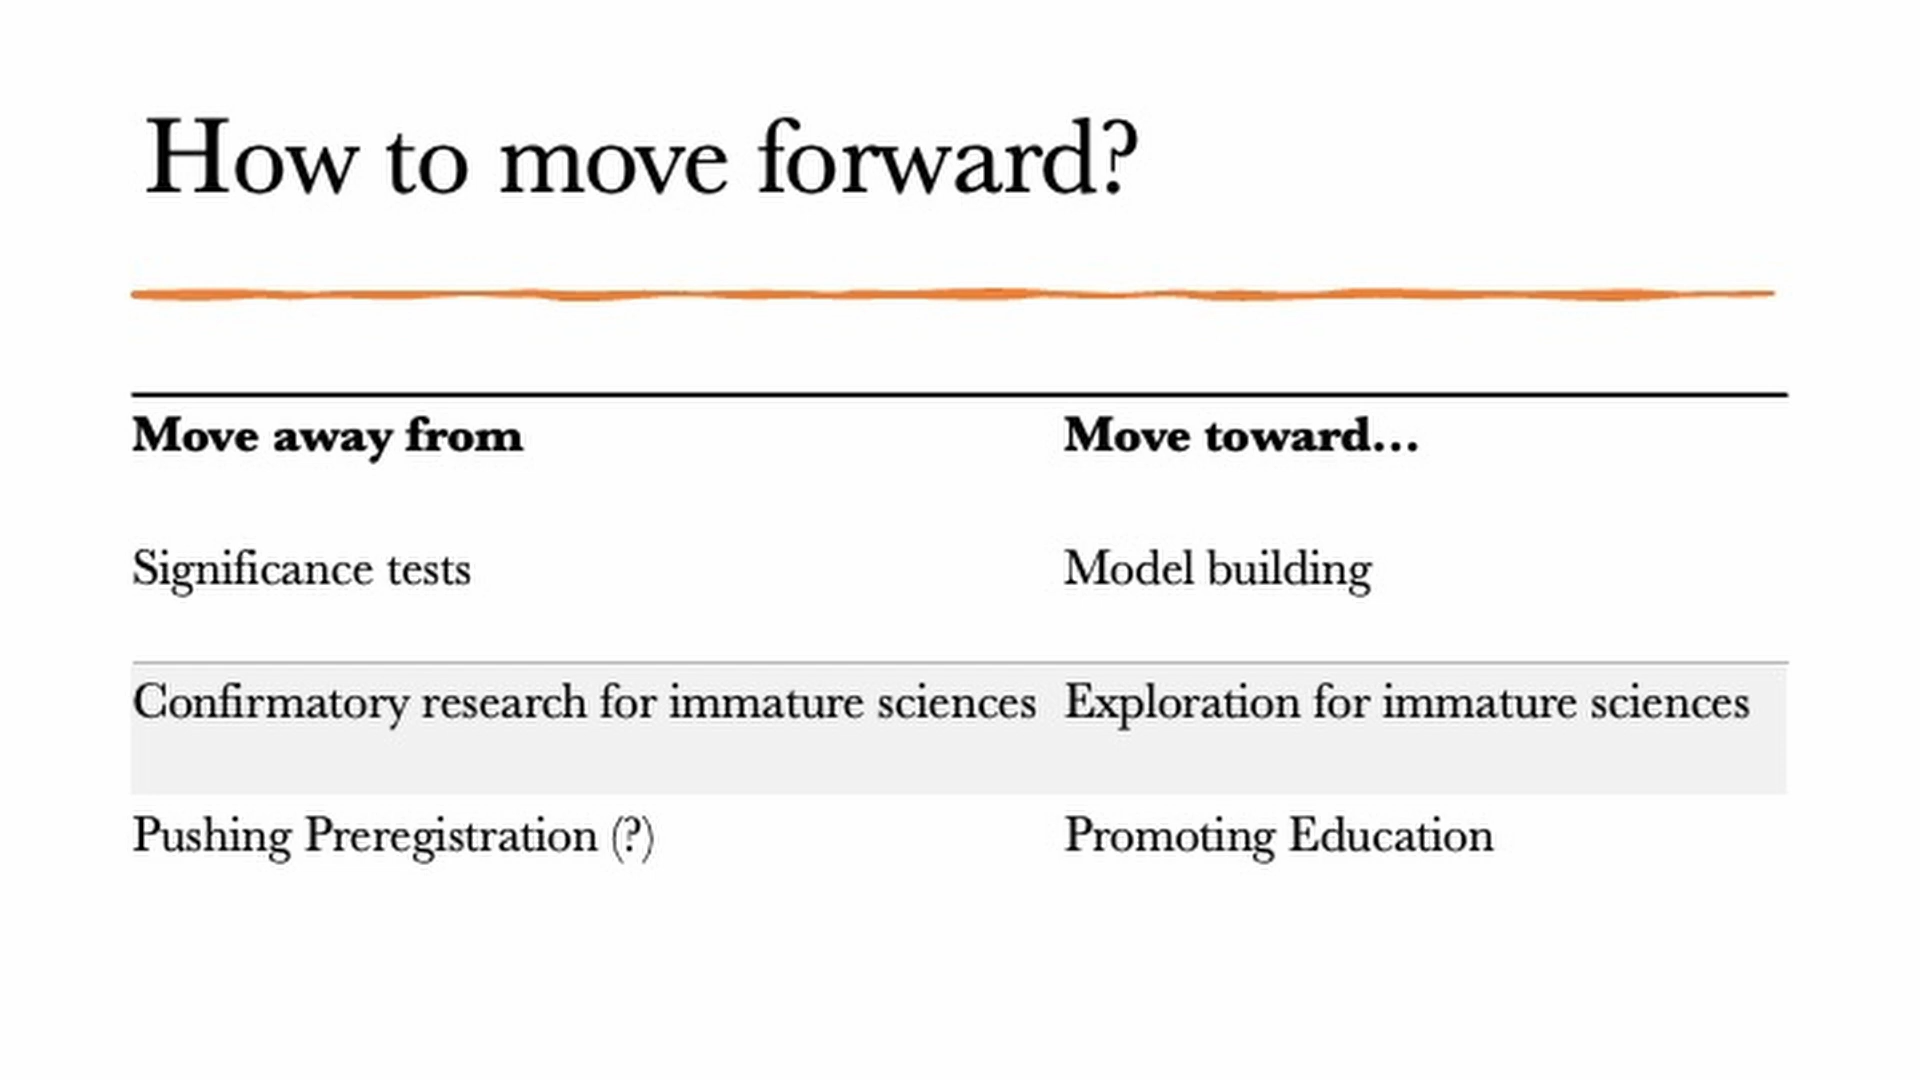 How to move forward?
Move away from Move toward...
Significance tests Model building
Confirmatory research for immature sciences Exploration for immature sciences
Pushing Preregistration (?) Promoting Education